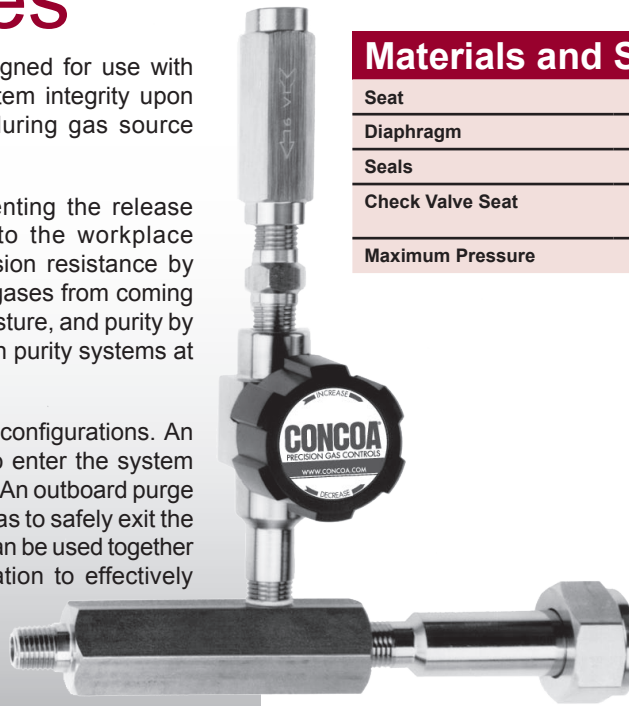 es
igned for use with
tem integrity upon
during gas source
enting the release
to the workplace
sion resistance by
gases from coming
sture, and purity by
h purity systems at
configurations. An
o enter the system
An outboard purge
as to safely exit the
an be used together
ation to effectively
Materials and S
Seat
Diaphragm
Seals
Check Valve Seat
Maximum Pressure
INCREASE
CONCOA
PRECISION GAS CONTROLS
WWW.CONCOA.COM
DECREASE